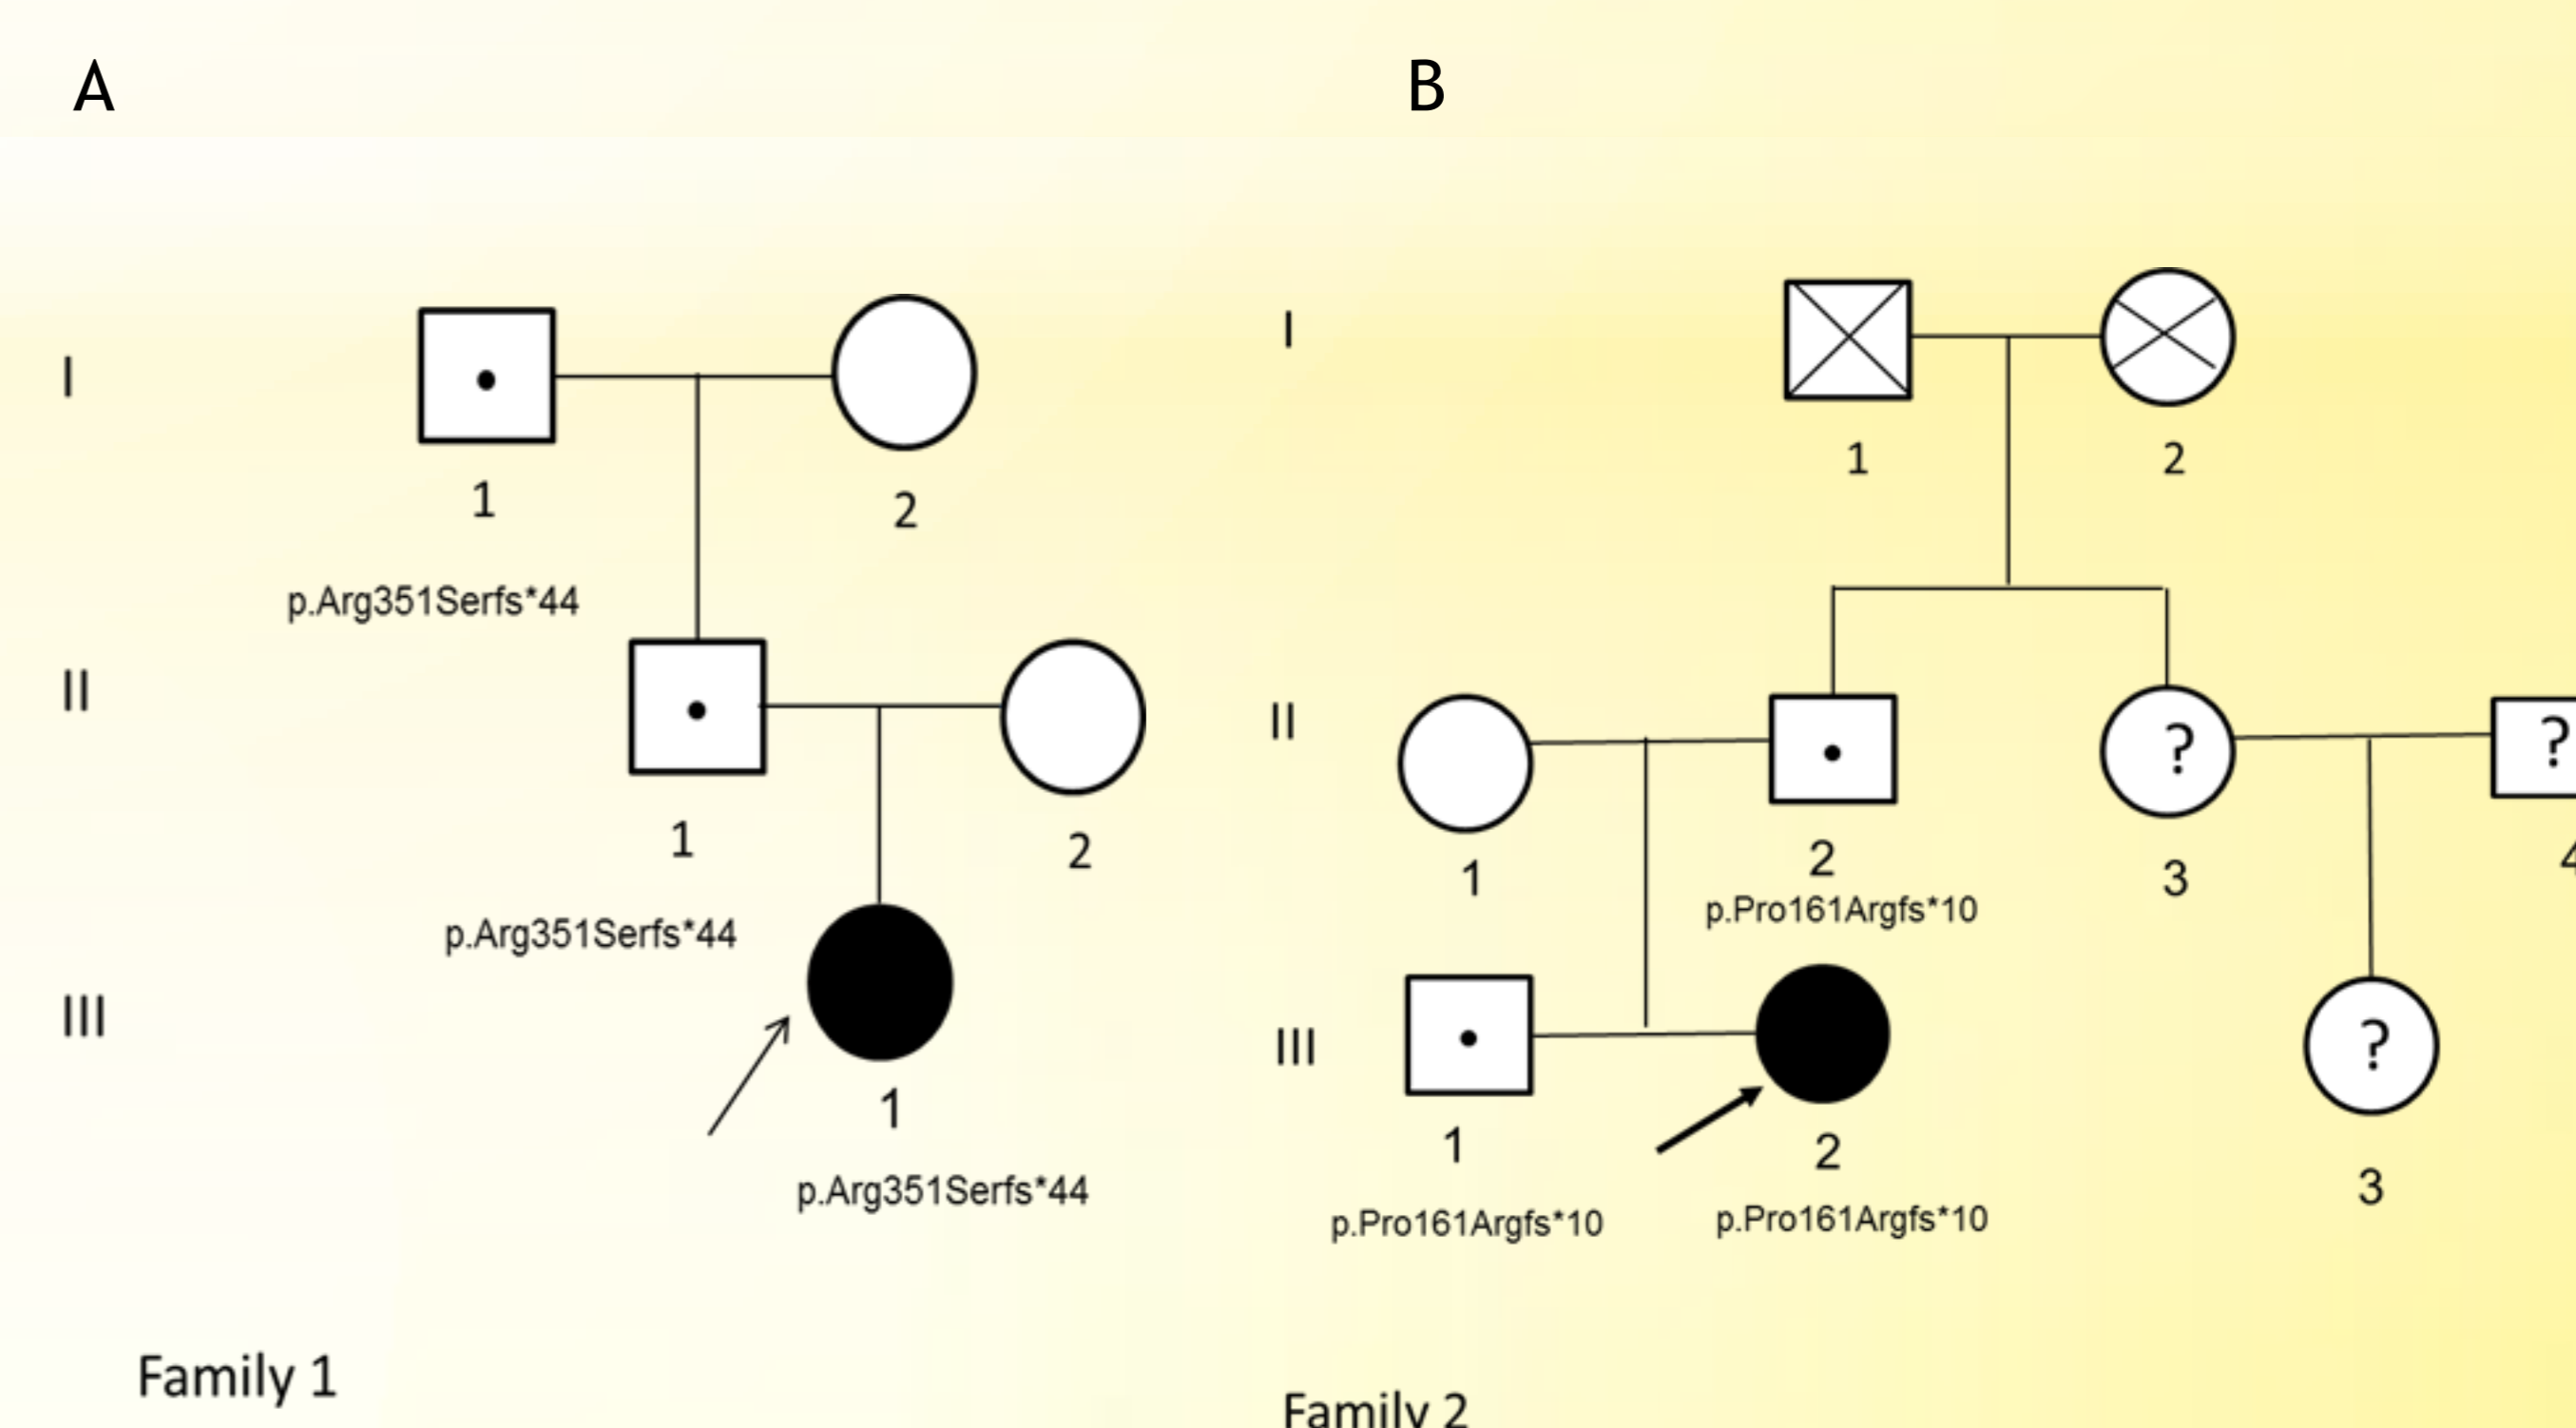 A
B
I
1
2
p.Arg351Serfs*44
II
1
2
p.Arg351Serfs*44
III
1
p.Arg351Serfs*44
Family 1
I
1
2
II
?
?
1
2
3
4
p.Pro161Argfs*10
III
?
1
2
3
p.Pro161Argfs*10
p.Pro161Argfs*10
Family 2